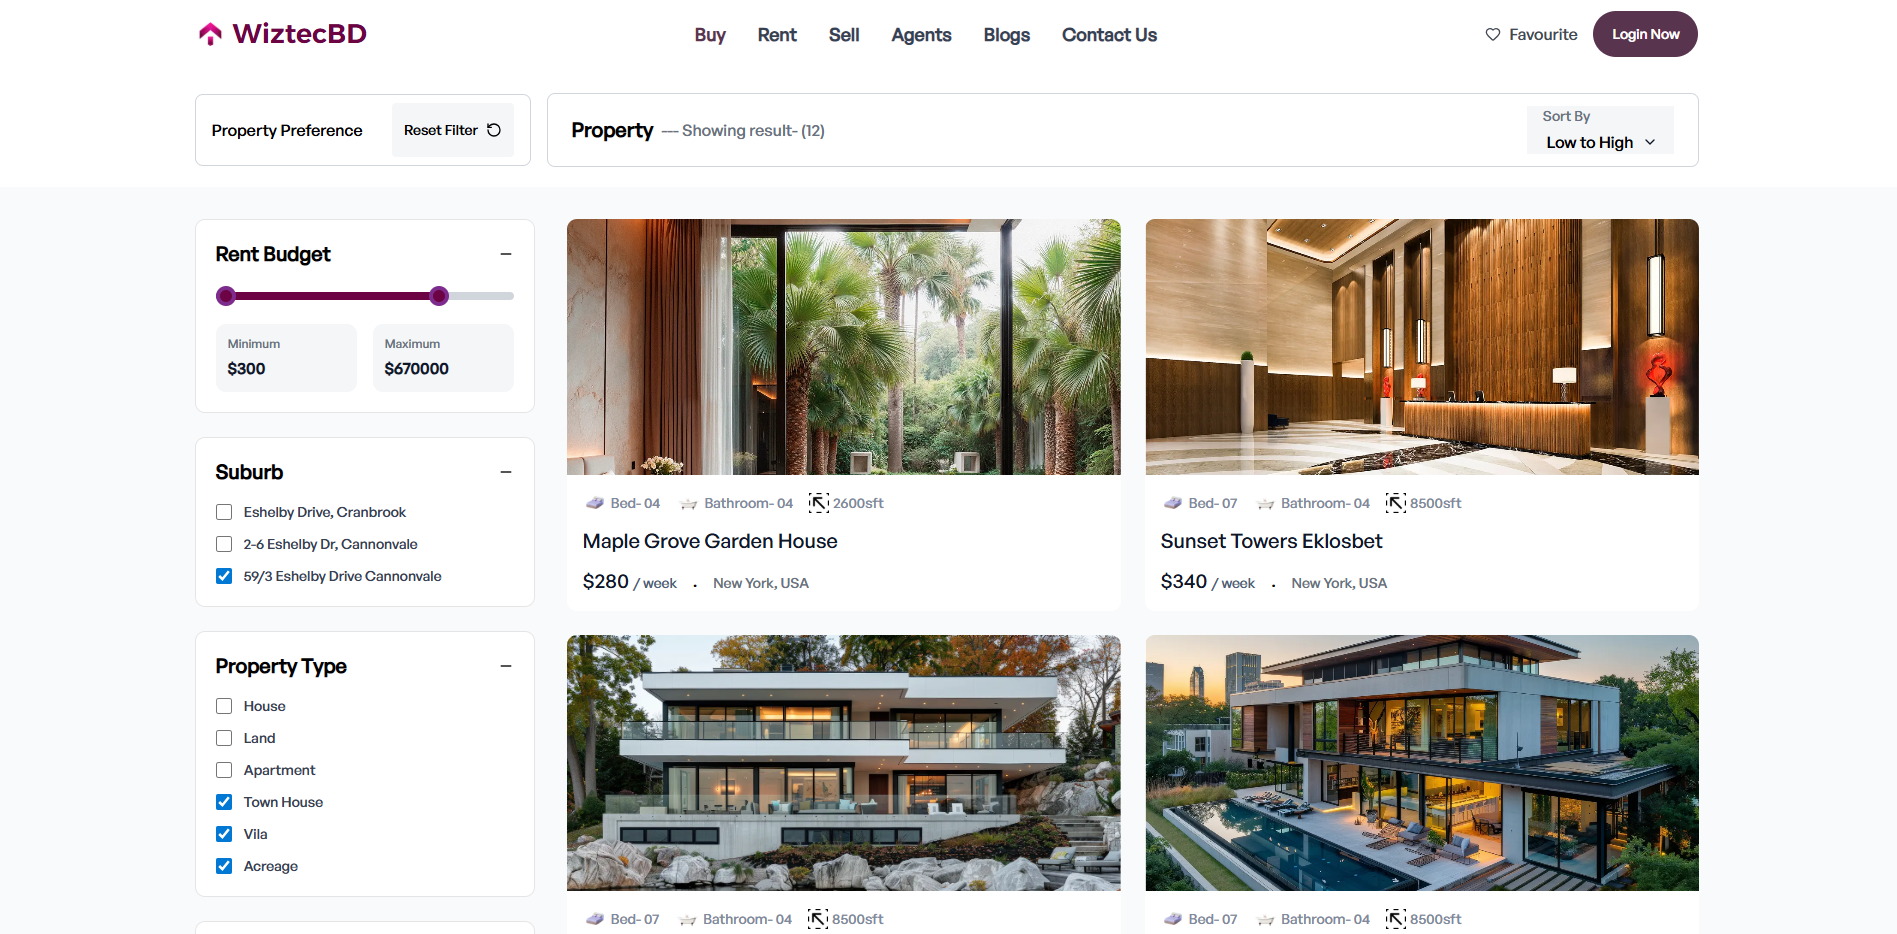 WiztecBD
Buy Rent Sell Agents Blogs Contact Us
Favourite
Login Now
Property Preference
Reset Filter
Property --- Showing result- (12)
Sort By
Low to High
Rent Budget
Minimum
$300
Maximum
$670000
Suburb
Eshelby Drive, Cranbrook
2-6 Eshelby Dr, Cannonvale
59/3 Eshelby Drive Cannonvale
Property Type
House
Land
Apartment
Town House
Vila
Acreage
Bed- 04 Bathroom- 04 2600sft
Maple Grove Garden House
$280 / week . New York, USA
Bed- 07 Bathroom- 04 8500sft
Sunset Towers Eklosbet
$340 / week . New York, USA
Bed- 07 Bathroom- 04 8500sft
Bed- 07 Bathroom- 04 8500sft